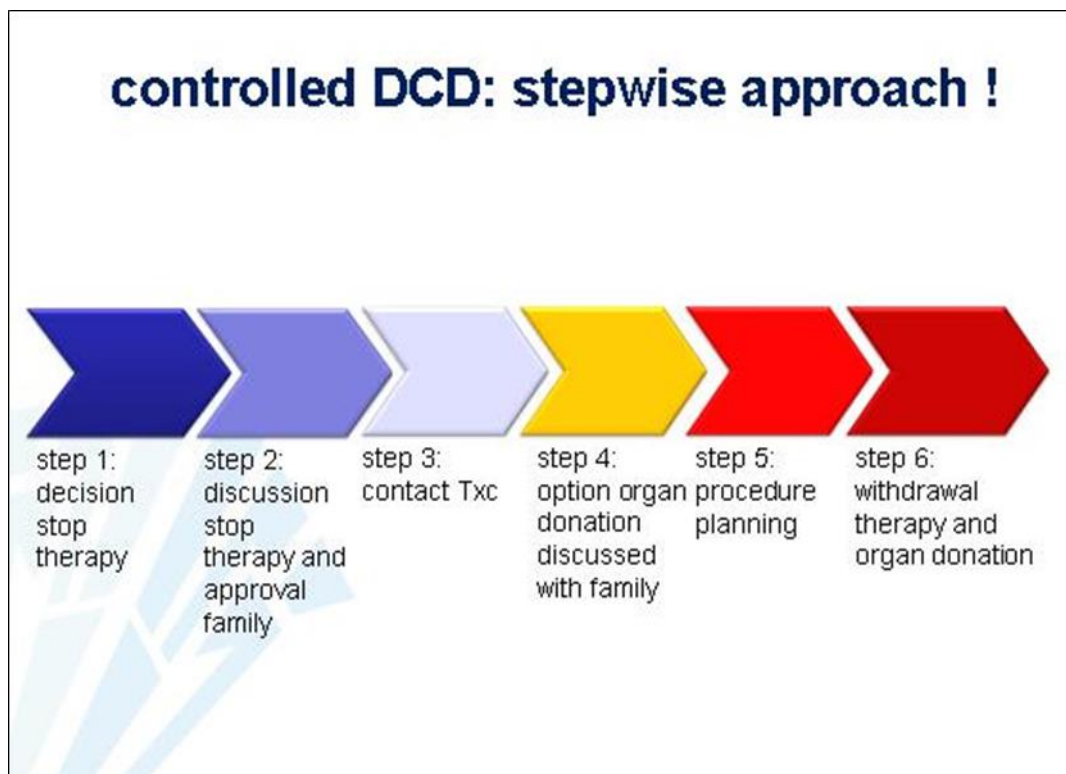 controlled DCD: stepwise approach !
step 1:
decision
stop
therapy
step 2:
discussion
stop
therapy and
approval
family
step 3:
contact Txc
step 4:
option organ
donation
discussed
with family
step 5:
procedure
planning
step 6:
withdrawal
therapy and
organ donation